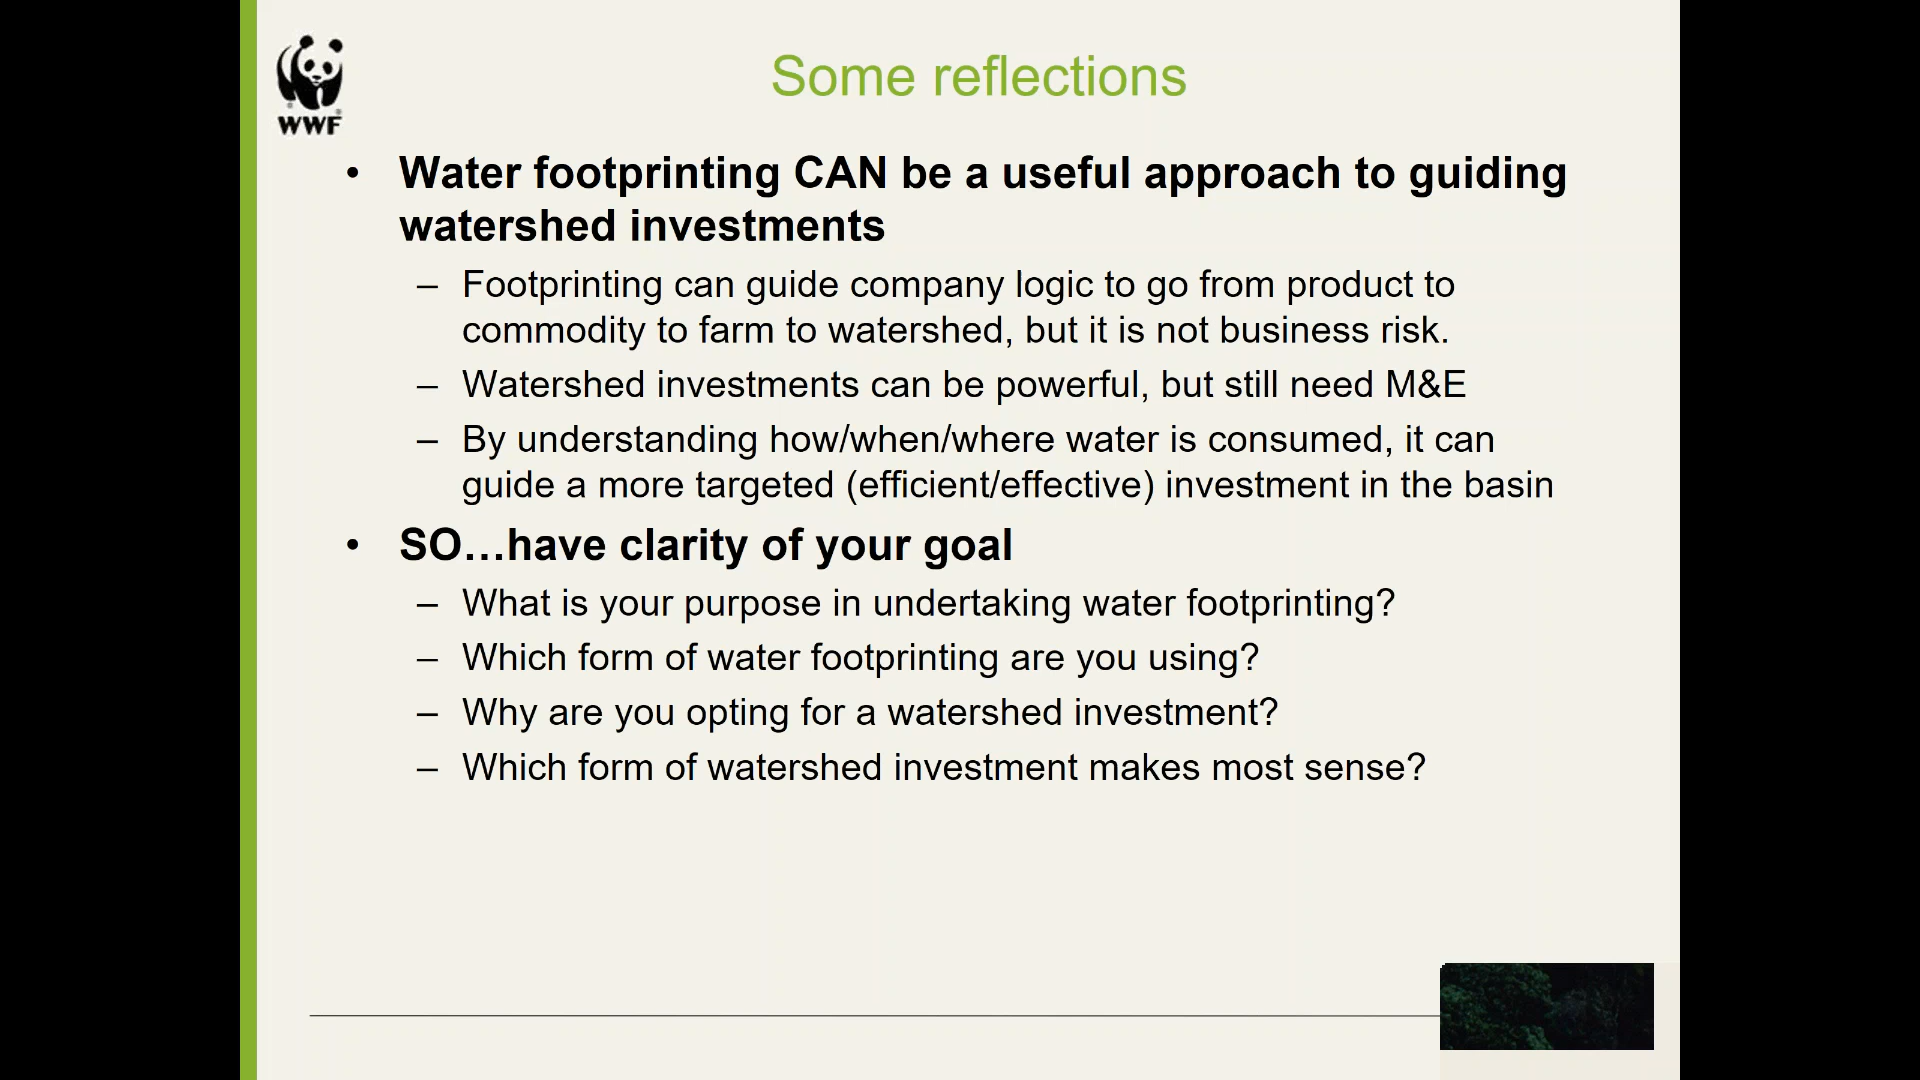 WWF
Some reflections
• Water footprinting CAN be a useful approach to guiding
watershed investments
– Footprinting can guide company logic to go from product to
commodity to farm to watershed, but it is not business risk.
– Watershed investments can be powerful, but still need M&E
– By understanding how/when/where water is consumed, it can
guide a more targeted (efficient/effective) investment in the basin
• SO…have clarity of your goal
– What is your purpose in undertaking water footprinting?
– Which form of water footprinting are you using?
– Why are you opting for a watershed investment?
– Which form of watershed investment makes most sense?